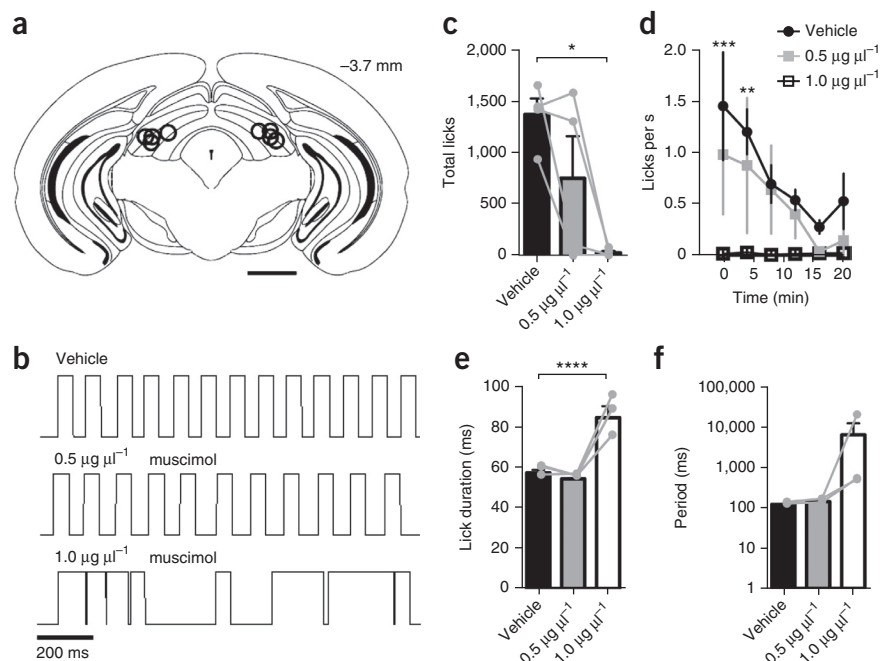 a
−3.7 mm
b
Vehicle
0.5 µg µl−1 muscimol
1.0 µg µl−1 muscimol
200 ms
c
*
Total licks
2,000
1,500
1,000
500
0
Vehicle
0.5 µg µl−1
1.0 µg µl−1
d
Vehicle
0.5 µg µl−1
1.0 µg µl−1
***
**
Licks per s
2.0
1.5
1.0
0.5
0
0 5 10 15 20
Time (min)
e
****
Lick duration (ms)
100
80
60
40
20
0
Vehicle
0.5 µg µl−1
1.0 µg µl−1
f
Period (ms)
100,000
10,000
1,000
100
10
1
Vehicle
0.5 µg µl−1
1.0 µg µl−1